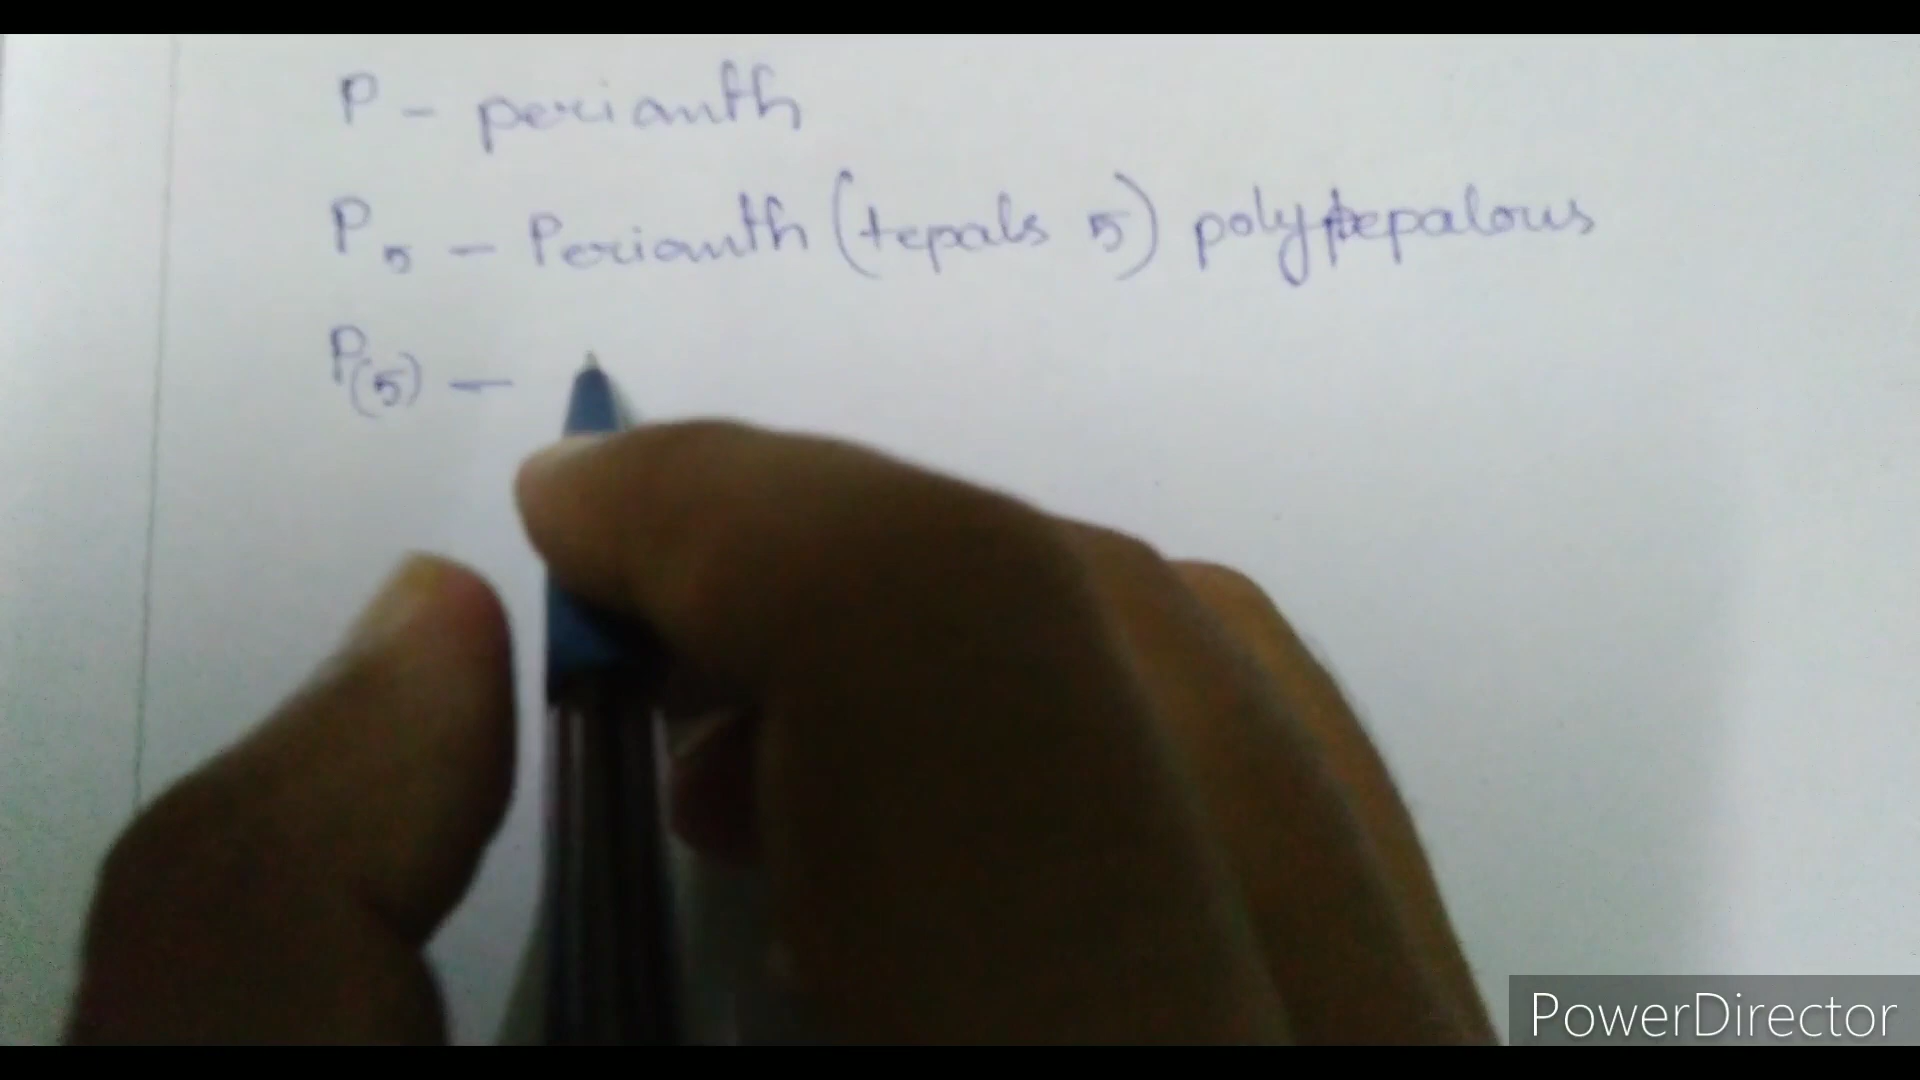 P - perianth
P5 - Perianth (tepals 5) polytepalous
P(5) -
PowerDirector